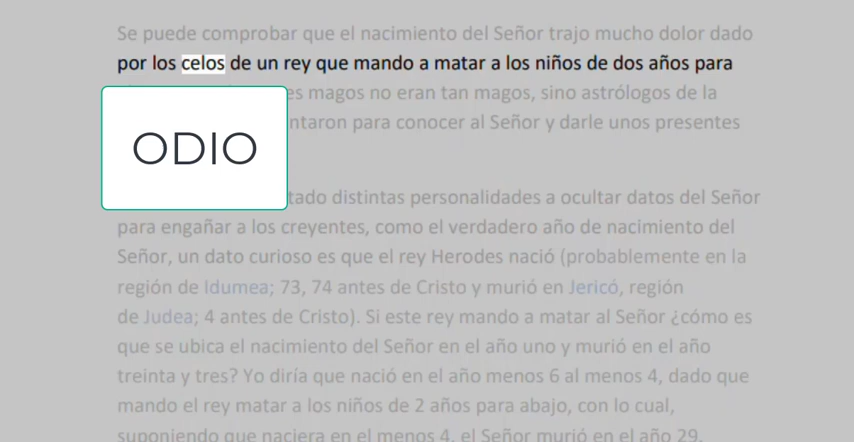 Se puede comprobar que el nacimiento del Señor trajo mucho dolor dado
por los celos de un rey que mando a matar a los niños de dos años para
es magos no eran tan magos, sino astrólogos de la
ntaron para conocer al Señor y darle unos presentes
ODIO
tado distintas personalidades a ocultar datos del Señor
para engañar a los creyentes, como el verdadero año de nacimiento del
Señor, un dato curioso es que el rey Herodes nació (probablemente en la
región de Idumea; 73, 74 antes de Cristo y murió en Jericó, región
de Judea; 4 antes de Cristo). Si este rey mando a matar al Señor ¿cómo es
que se ubica el nacimiento del Señor en el año uno y murió en el año
treinta y tres? Yo diría que nació en el año menos 6 al menos 4, dado que
mando el rey matar a los niños de 2 años para abajo, con lo cual,
suponiendo que naciera en el menos 4, el Señor murió en el año 29,